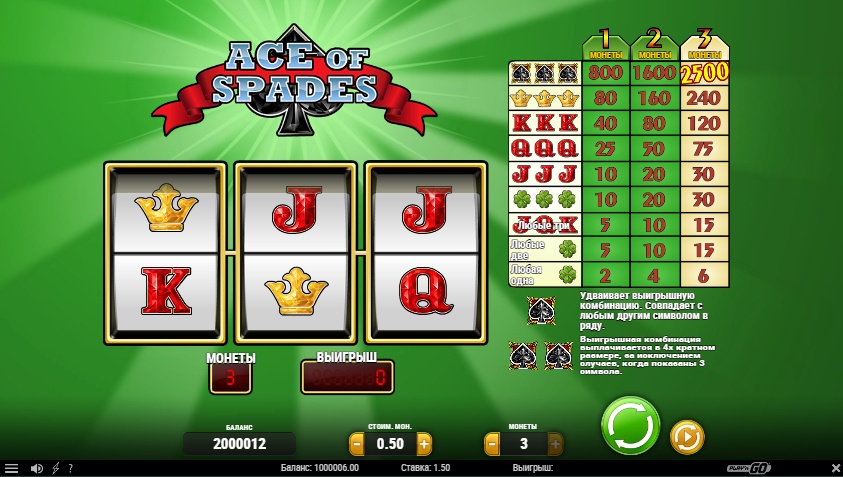 ACE OF
SPADES
1 2 3
МОНЕТЫ МОНЕТЫ МОНЕТЫ
800 1600 2500
80 160 240
K K K 40 80 120
Q Q Q 25 50 75
J J J 10 20 30
10 20 30
J Q K Любые три 5 10 15
Любые две 5 10 15
Любая одна 2 4 6
Удваивает выигрышную
комбинацию. Совпадает с
любым другим символом в
ряду.
Выигрышная комбинация
выплачивается в 4х кратном
размере, за исключением
случаев, когда показаны 3
символа.
J J
K Q
МОНЕТЫ ВЫИГРЫШ
3 0
БАЛАНС СТОИМ. МОН. МОНЕТЫ
2000012 - 0.50 + - 3 +
? Баланс: 1000006.00 Ставка: 1.50 Выигрыш: PLAY'N GO